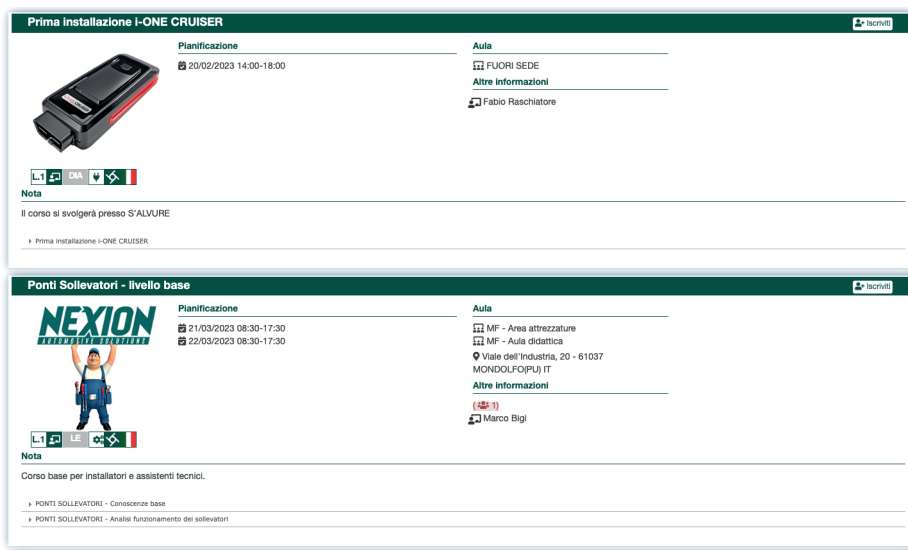 Prima installazione i-ONE CRUISER
Iscriviti
Pianificazione
20/02/2023 14:00-18:00
Aula
FUORI SEDE
Altre informazioni
Fabio Raschiatore
L.1 DIA
Nota
Il corso si svolgerà presso S'ALVURE
Prima installazione i-ONE CRUISER
Ponti Sollevatori - livello base
Iscriviti
NEXION
AUTOMOTIVE SOLUTIONS
Pianificazione
21/03/2023 08:30-17:30
22/03/2023 08:30-17:30
Aula
MF - Area attrezzature
MF - Aula didattica
Viale dell'Industria, 20 - 61037
MONDOLFO(PU) IT
Altre informazioni
( 1)
Marco Bigi
L.1 LE
Nota
Corso base per installatori e assistenti tecnici.
PONTI SOLLEVATORI - Conoscenze base
PONTI SOLLEVATORI - Analisi funzionamento dei sollevatori